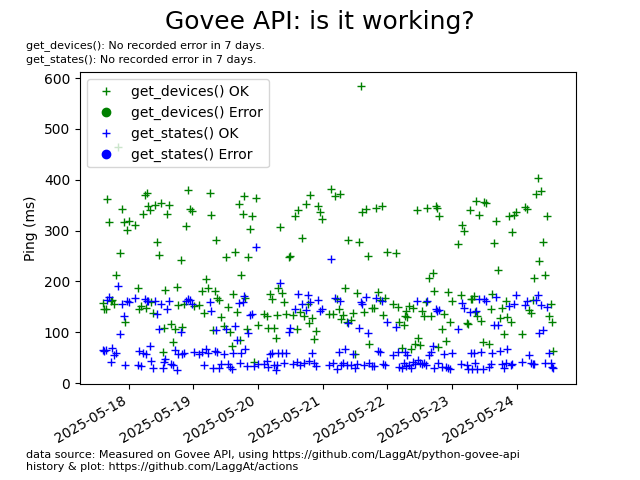 Govee API: is it working?
get_devices(): No recorded error in 7 days.
get_states(): No recorded error in 7 days.
get_devices() OK
get_devices() Error
get_states() OK
get_states() Error
Ping (ms)
600
500
400
300
200
100
0
2025-05-18
2025-05-19
2025-05-20
2025-05-21
2025-05-22
2025-05-23
2025-05-24
data source: Measured on Govee API, using https://github.com/LaggAt/python-govee-api
history & plot: https://github.com/LaggAt/actions